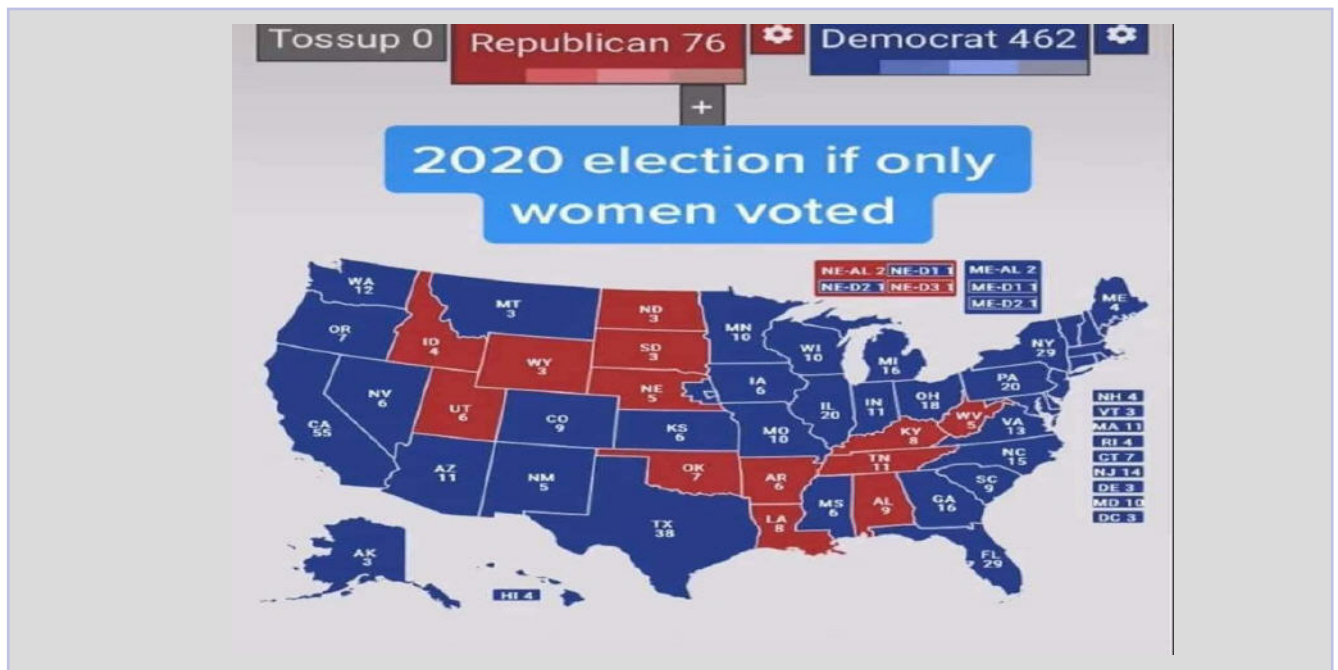 Tossup 0 Republican 76 Democrat 462
+
2020 election if only
women voted
NE-AL 2 NE-D1 1 ME-AL 2
NE-D2 1 NE-D3 1 ME-D1 1
ME-D2 1
WA
12
OR
7
CA
55
NV
6
ID
4
MT
3
WY
3
UT
6
CO
9
AZ
11
NM
5
ND
3
SD
3
NE
5
KS
6
OK
7
TX
38
MN
10
IA
6
MO
10
AR
6
LA
8
WI
10
IL
20
MI
16
IN
11
OH
18
KY
8
TN
11
MS
6
AL
9
GA
16
FL
29
SC
9
NC
15
VA
13
WV
5
PA
20
NY
29
ME
4
NH 4
VT 3
MA 11
RI 4
CT 7
NJ 14
DE 3
MD 10
DC 3
AK
3
HI 4